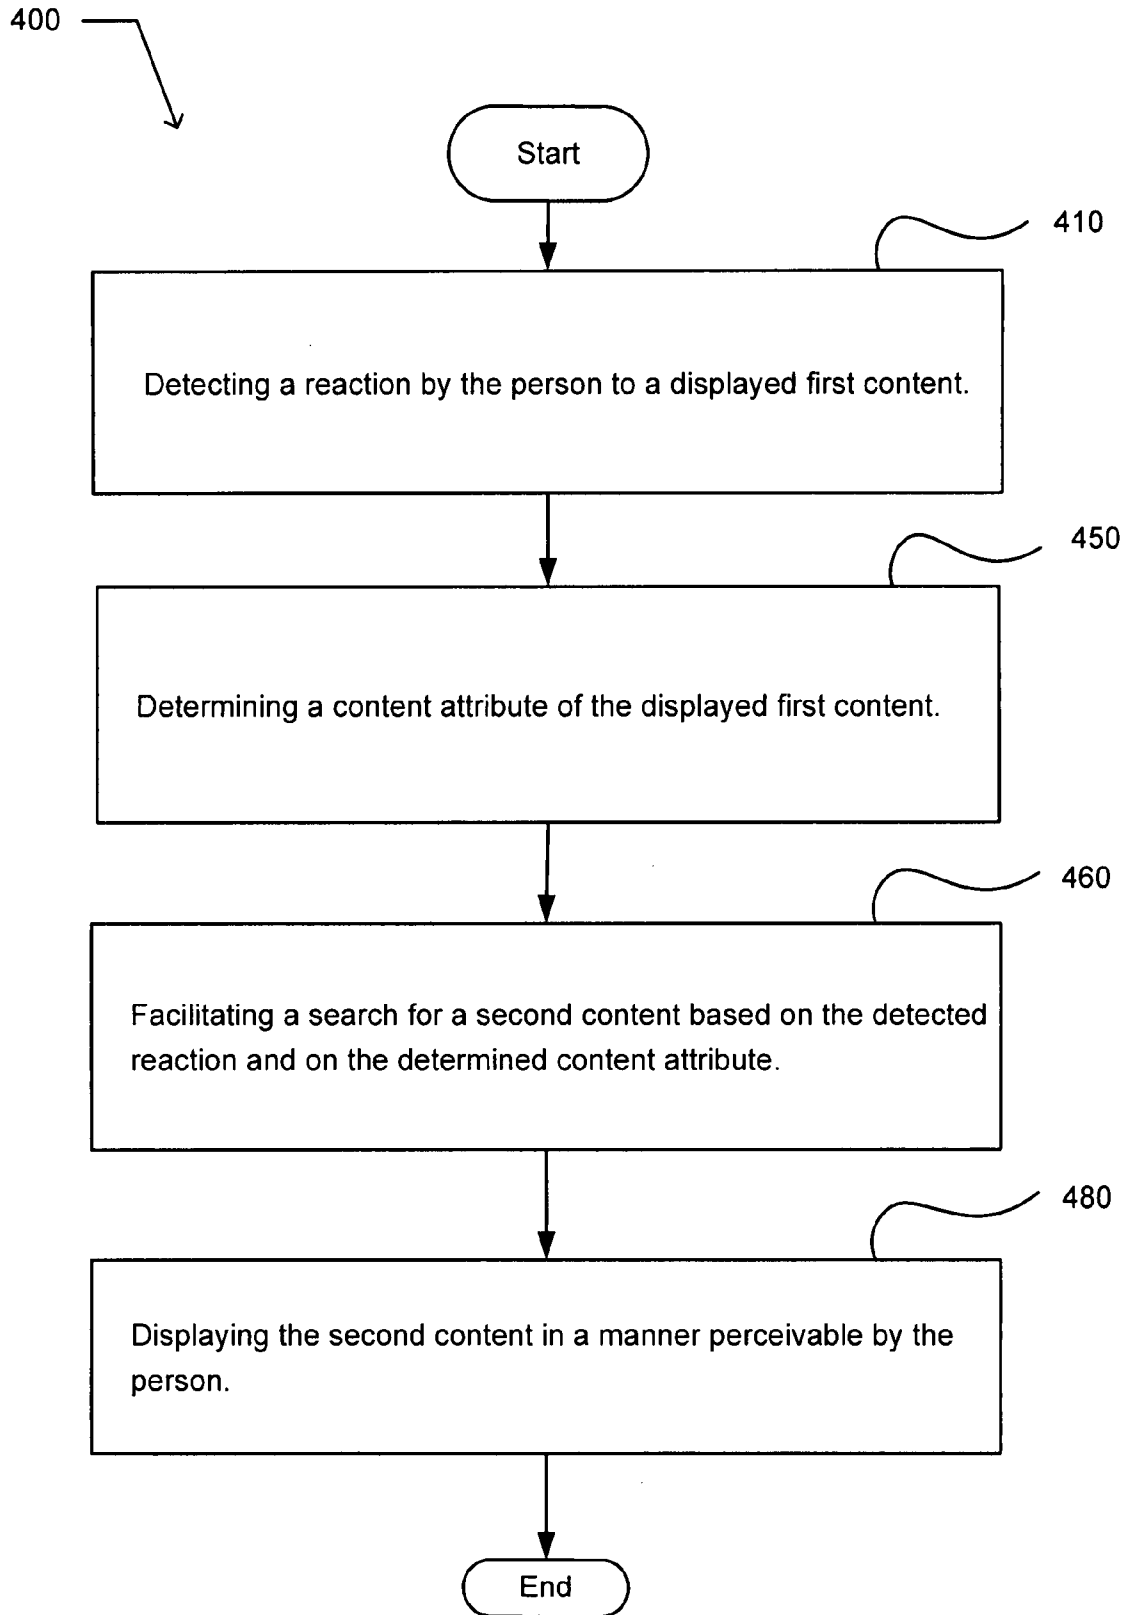 400
Start
410
Detecting a reaction by the person to a displayed first content.
450
Determining a content attribute of the displayed first content.
460
Facilitating a search for a second content based on the detected
reaction and on the determined content attribute.
480
Displaying the second content in a manner perceivable by the
person.
End